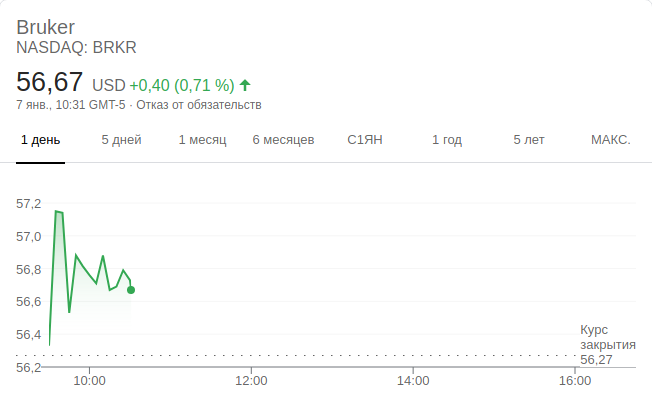 Bruker
NASDAQ: BRKR
56,67 USD +0,40 (0,71 %)
7 янв., 10:31 GMT-5 · Отказ от обязательств
1 день 5 дней 1 месяц 6 месяцев С1ЯН 1 год 5 лет МАКС.
57,2
57,0
56,8
56,6
56,4
56,2
Курс
закрытия
56,27
10:00 12:00 14:00 16:00